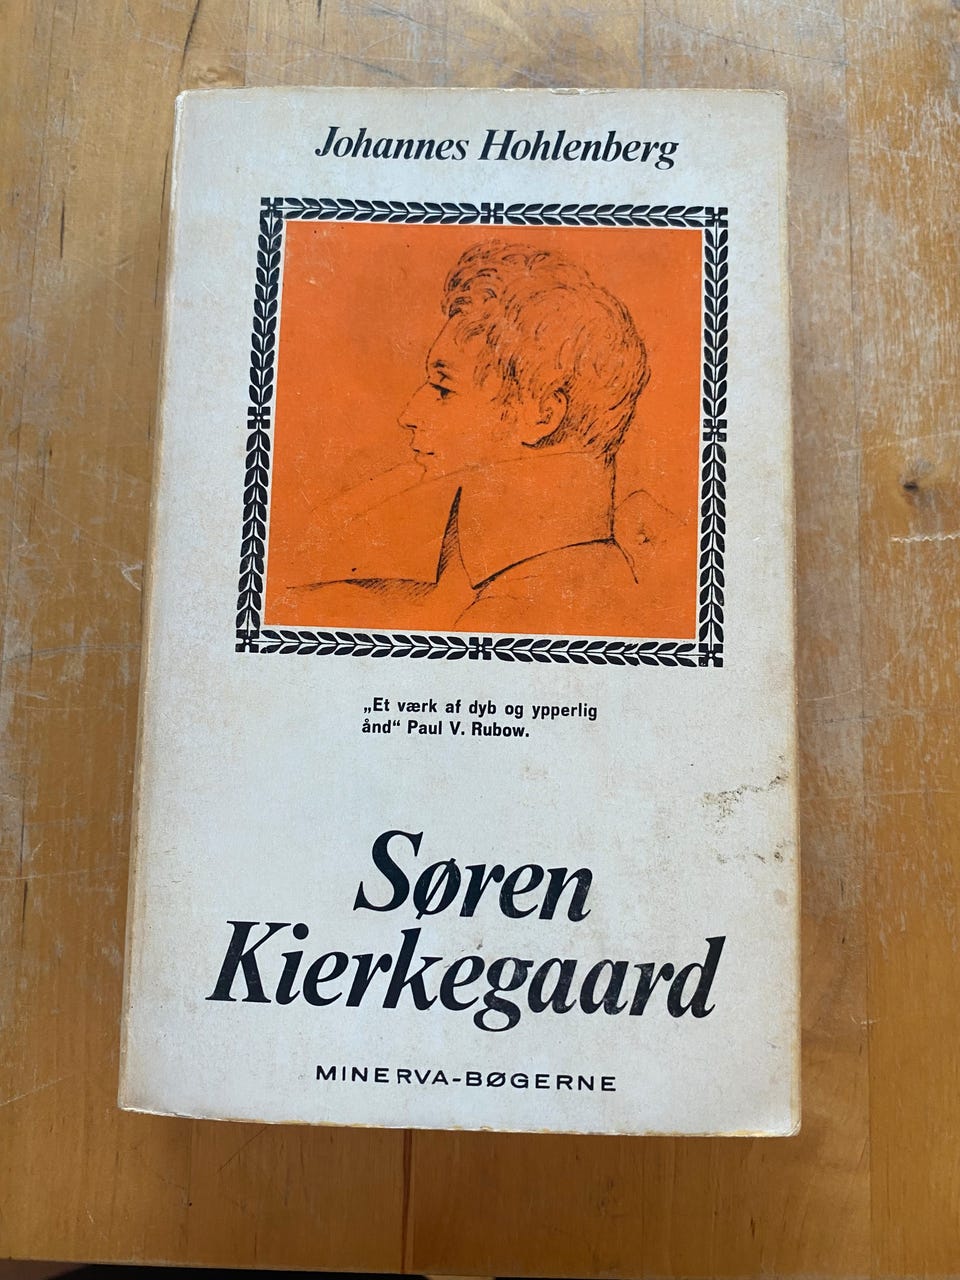 Johannes Hohlenberg
„Et værk af dyb og ypperlig
ånd“ Paul V. Rubow.
Søren
Kierkegaard
MINERVA-BØGERNE